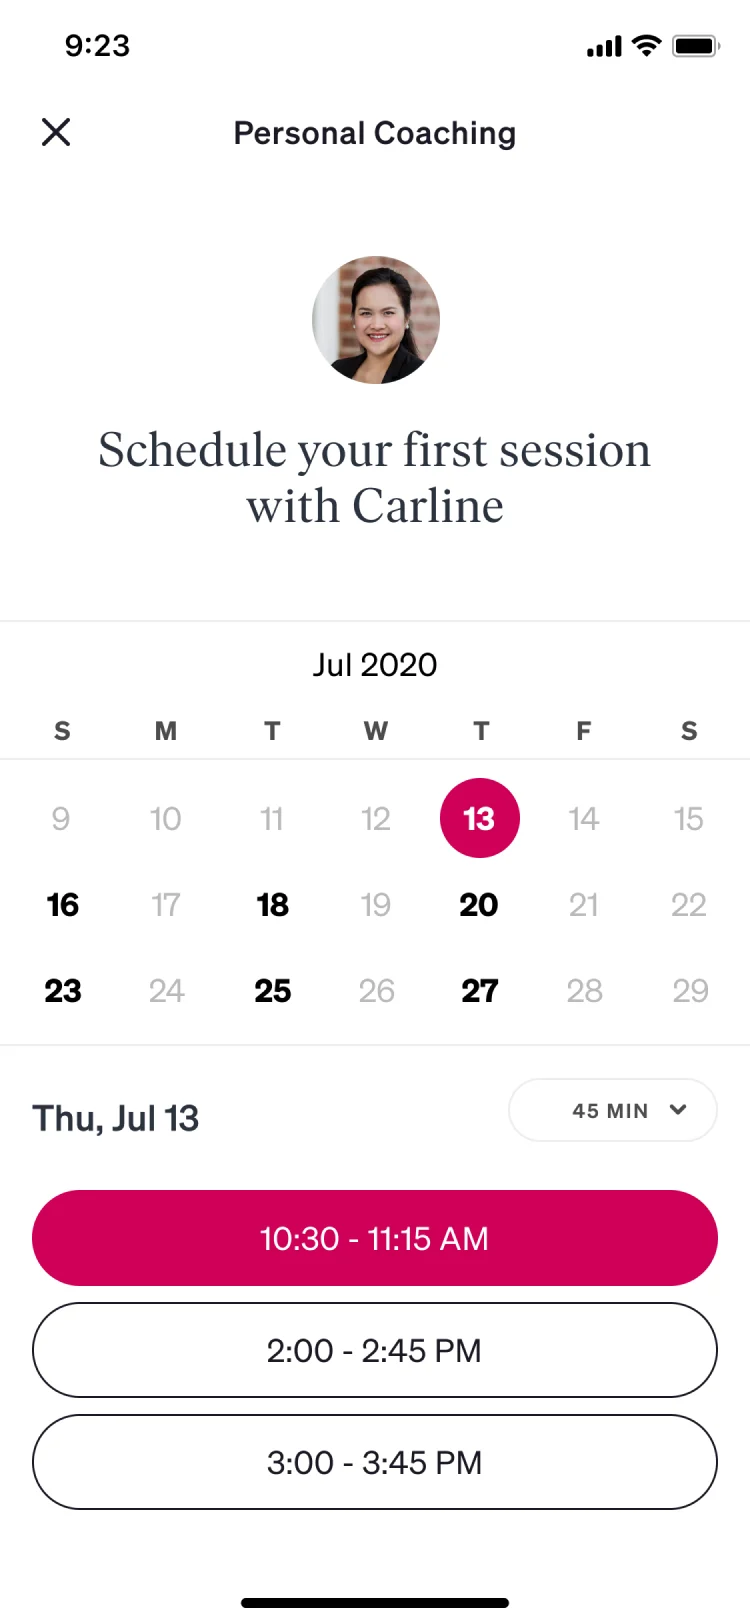 9:23
Personal Coaching
Schedule your first session
with Carline
Jul 2020
S M T W T F S
9 10 11 12 13 14 15
16 17 18 19 20 21 22
23 24 25 26 27 28 29
Thu, Jul 13
45 MIN
10:30 - 11:15 AM
2:00 - 2:45 PM
3:00 - 3:45 PM